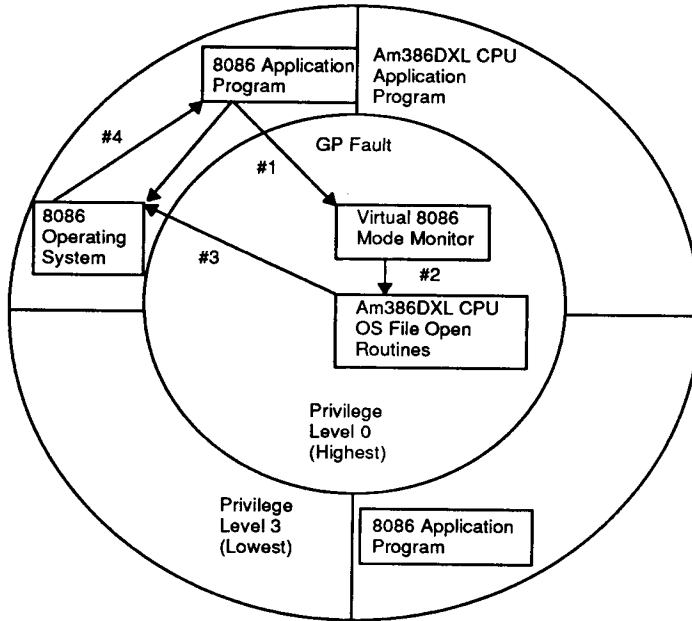 8086 Application
Program
Am386DXL CPU
Application
Program
#4
GP Fault
#1
8086
Operating
System
Virtual 8086
Mode Monitor
#3
#2
Am386DXL CPU
OS File Open
Routines
Privilege
Level 0
(Highest)
Privilege
Level 3
(Lowest)
8086 Application
Program